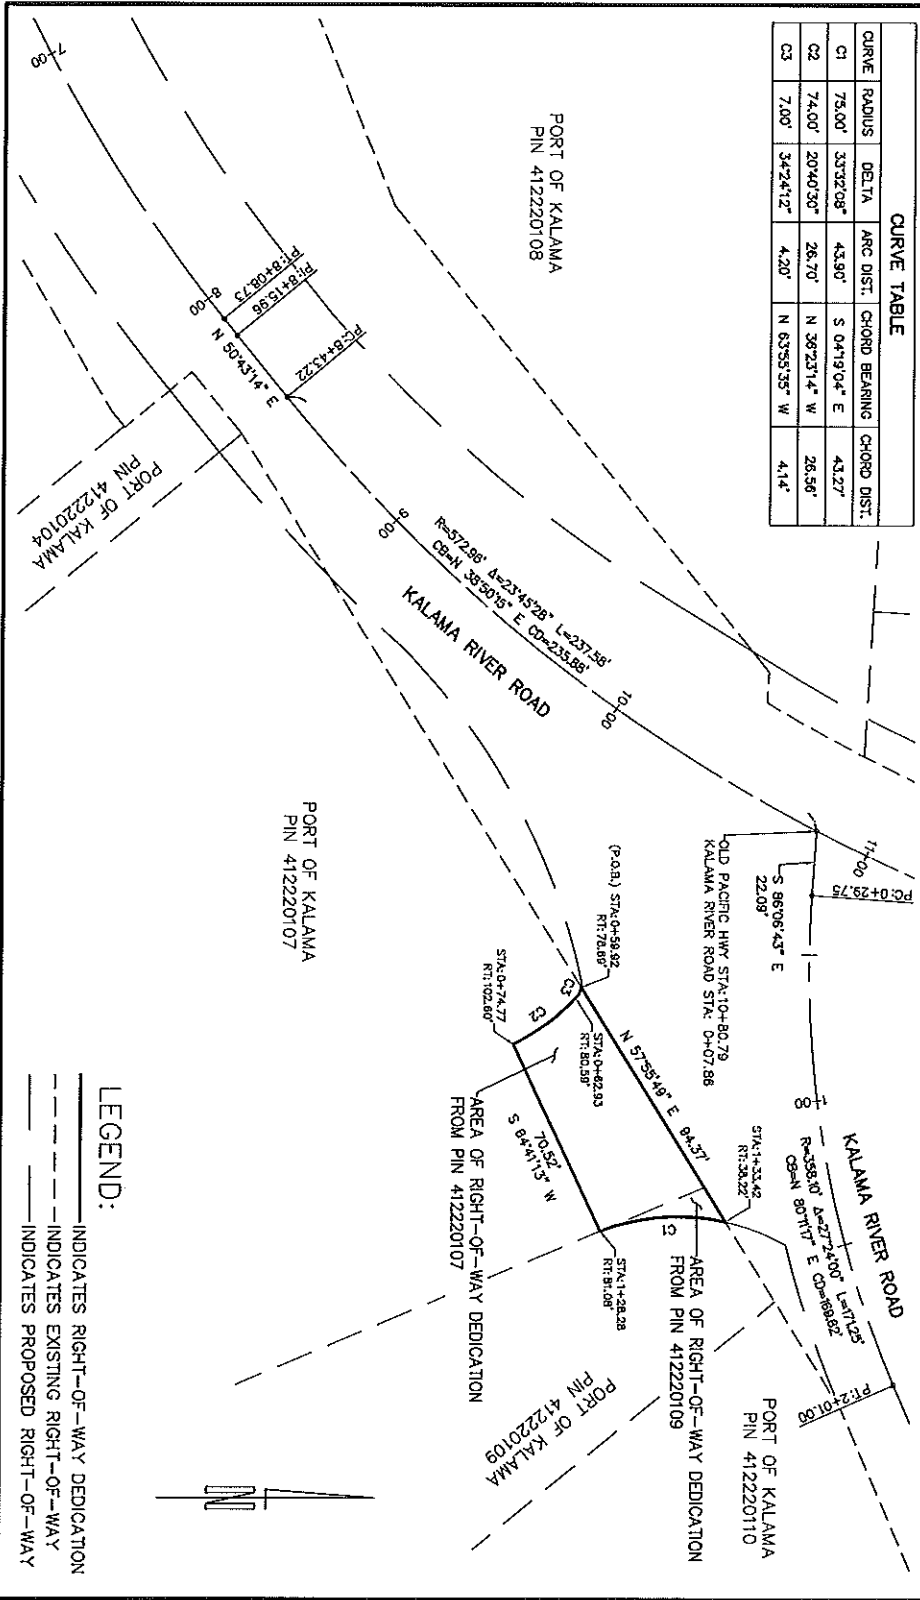 CURVE TABLE
CURVE RADIUS DELTA ARC DIST. CHORD BEARING CHORD DIST.
C1 75.00' 33°32'08" 43.90' S 04°19'04" E 43.27'
C2 74.00' 20°40'30" 26.70' N 36°23'14" W 26.56'
C3 7.00' 34°24'12" 4.20' N 63°55'35" W 4.14'
PORT OF KALAMA
PIN 412220108
7+00
8+00
PT:8+08.73
PI:8+15.96
PC:8+43.22
N 50°43'14" E
PORT OF KALAMA
PIN 412220104
9+00
R=572.96' Δ=23°45'28" L=237.58'
CB=N 38°50'15" E CD=235.88'
KALAMA RIVER ROAD
10+00
11+00
PC:0+29.75
S 86°06'43" E
22.09'
OLD PACIFIC HWY STA:10+80.79
KALAMA RIVER ROAD STA: 0+07.86
1+00
KALAMA RIVER ROAD
R=358.10' Δ=27°24'00" L=171.25'
CB=N 80°11'17" E CD=169.62'
PT:2+01.00
(P.O.B.) STA:0+59.92
RT:78.69'
STA:0+62.93
RT:80.59'
STA:0+74.77
RT:102.60'
C3
C2
N 57°55'49" E 94.37'
STA:1+33.42
RT:38.22'
70.52'
S 64°41'13" W
C1
STA:1+28.28
RT:81.08'
AREA OF RIGHT-OF-WAY DEDICATION
FROM PIN 412220107
AREA OF RIGHT-OF-WAY DEDICATION
FROM PIN 412220109
PORT OF KALAMA
PIN 412220107
PORT OF KALAMA
PIN 412220109
PORT OF KALAMA
PIN 412220110
N
LEGEND:
INDICATES RIGHT-OF-WAY DEDICATION
INDICATES EXISTING RIGHT-OF-WAY
INDICATES PROPOSED RIGHT-OF-WAY